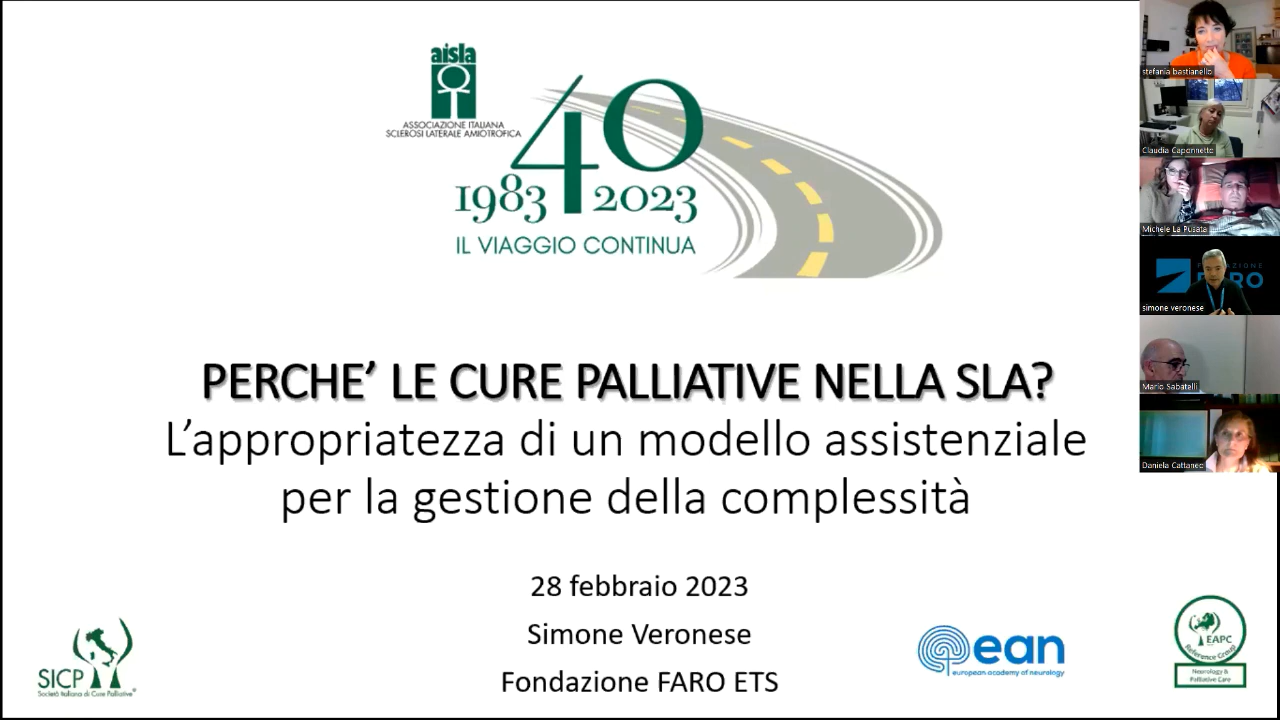 aisla
ASSOCIAZIONE ITALIANA
SCLEROSI LATERALE AMIOTROFICA
40
1983 2023
IL VIAGGIO CONTINUA
PERCHE’ LE CURE PALLIATIVE NELLA SLA?
L’appropriatezza di un modello assistenziale
per la gestione della complessità
28 febbraio 2023
Simone Veronese
Fondazione FARO ETS
SICP
Società Italiana di Cure Palliative
ean
european academy of neurology
EAPC
Reference Group
Neurology &
Palliative Care
stefania bastianello
Claudia Caponnetto
Michele La Pusata
simone veronese
Mario Sabatelli
Daniela Cattaneo